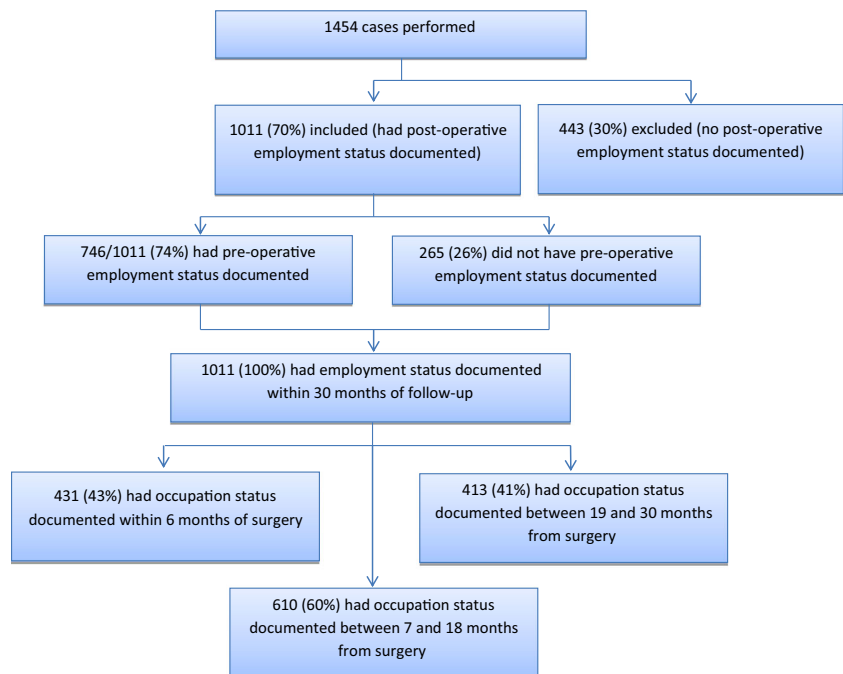 1454 cases performed
1011 (70%) included (had post-operative
employment status documented)
443 (30%) excluded (no post-operative
employment status documented)
746/1011 (74%) had pre-operative
employment status documented
265 (26%) did not have pre-operative
employment status documented
1011 (100%) had employment status documented
within 30 months of follow-up
431 (43%) had occupation status
documented within 6 months of surgery
413 (41%) had occupation status
documented between 19 and 30 months
from surgery
610 (60%) had occupation status
documented between 7 and 18 months
from surgery